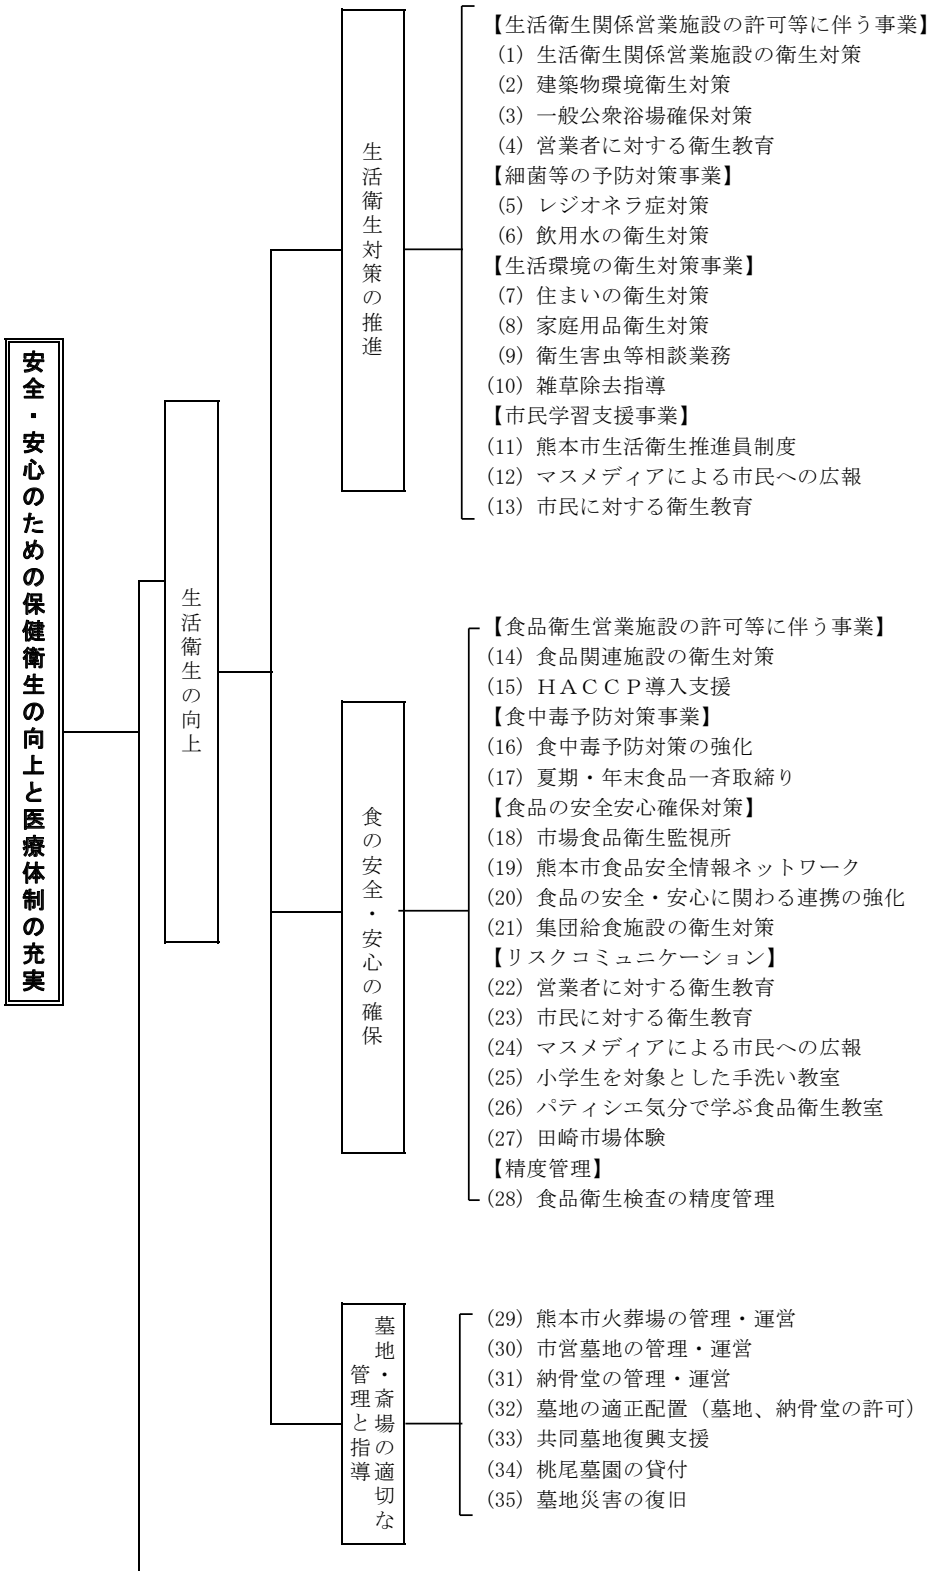 安全・安心のための保健衛生の向上と医療体制の充実
生活衛生の向上
生活衛生対策の推進
【生活衛生関係営業施設の許可等に伴う事業】
(1) 生活衛生関係営業施設の衛生対策
(2) 建築物環境衛生対策
(3) 一般公衆浴場確保対策
(4) 営業者に対する衛生教育
【細菌等の予防対策事業】
(5) レジオネラ症対策
(6) 飲用水の衛生対策
【生活環境の衛生対策事業】
(7) 住まいの衛生対策
(8) 家庭用品衛生対策
(9) 衛生害虫等相談業務
(10) 雑草除去指導
【市民学習支援事業】
(11) 熊本市生活衛生推進員制度
(12) マスメディアによる市民への広報
(13) 市民に対する衛生教育
食の安全・安心の確保
【食品衛生営業施設の許可等に伴う事業】
(14) 食品関連施設の衛生対策
(15) ＨＡＣＣＰ導入支援
【食中毒予防対策事業】
(16) 食中毒予防対策の強化
(17) 夏期・年末食品一斉取締り
【食品の安全安心確保対策】
(18) 市場食品衛生監視所
(19) 熊本市食品安全情報ネットワーク
(20) 食品の安全・安心に関わる連携の強化
(21) 集団給食施設の衛生対策
【リスクコミュニケーション】
(22) 営業者に対する衛生教育
(23) 市民に対する衛生教育
(24) マスメディアによる市民への広報
(25) 小学生を対象とした手洗い教室
(26) パティシエ気分で学ぶ食品衛生教室
(27) 田崎市場体験
【精度管理】
(28) 食品衛生検査の精度管理
墓地・斎場の適切な
管理と指導
(29) 熊本市火葬場の管理・運営
(30) 市営墓地の管理・運営
(31) 納骨堂の管理・運営
(32) 墓地の適正配置（墓地、納骨堂の許可）
(33) 共同墓地復興支援
(34) 桃尾墓園の貸付
(35) 墓地災害の復旧